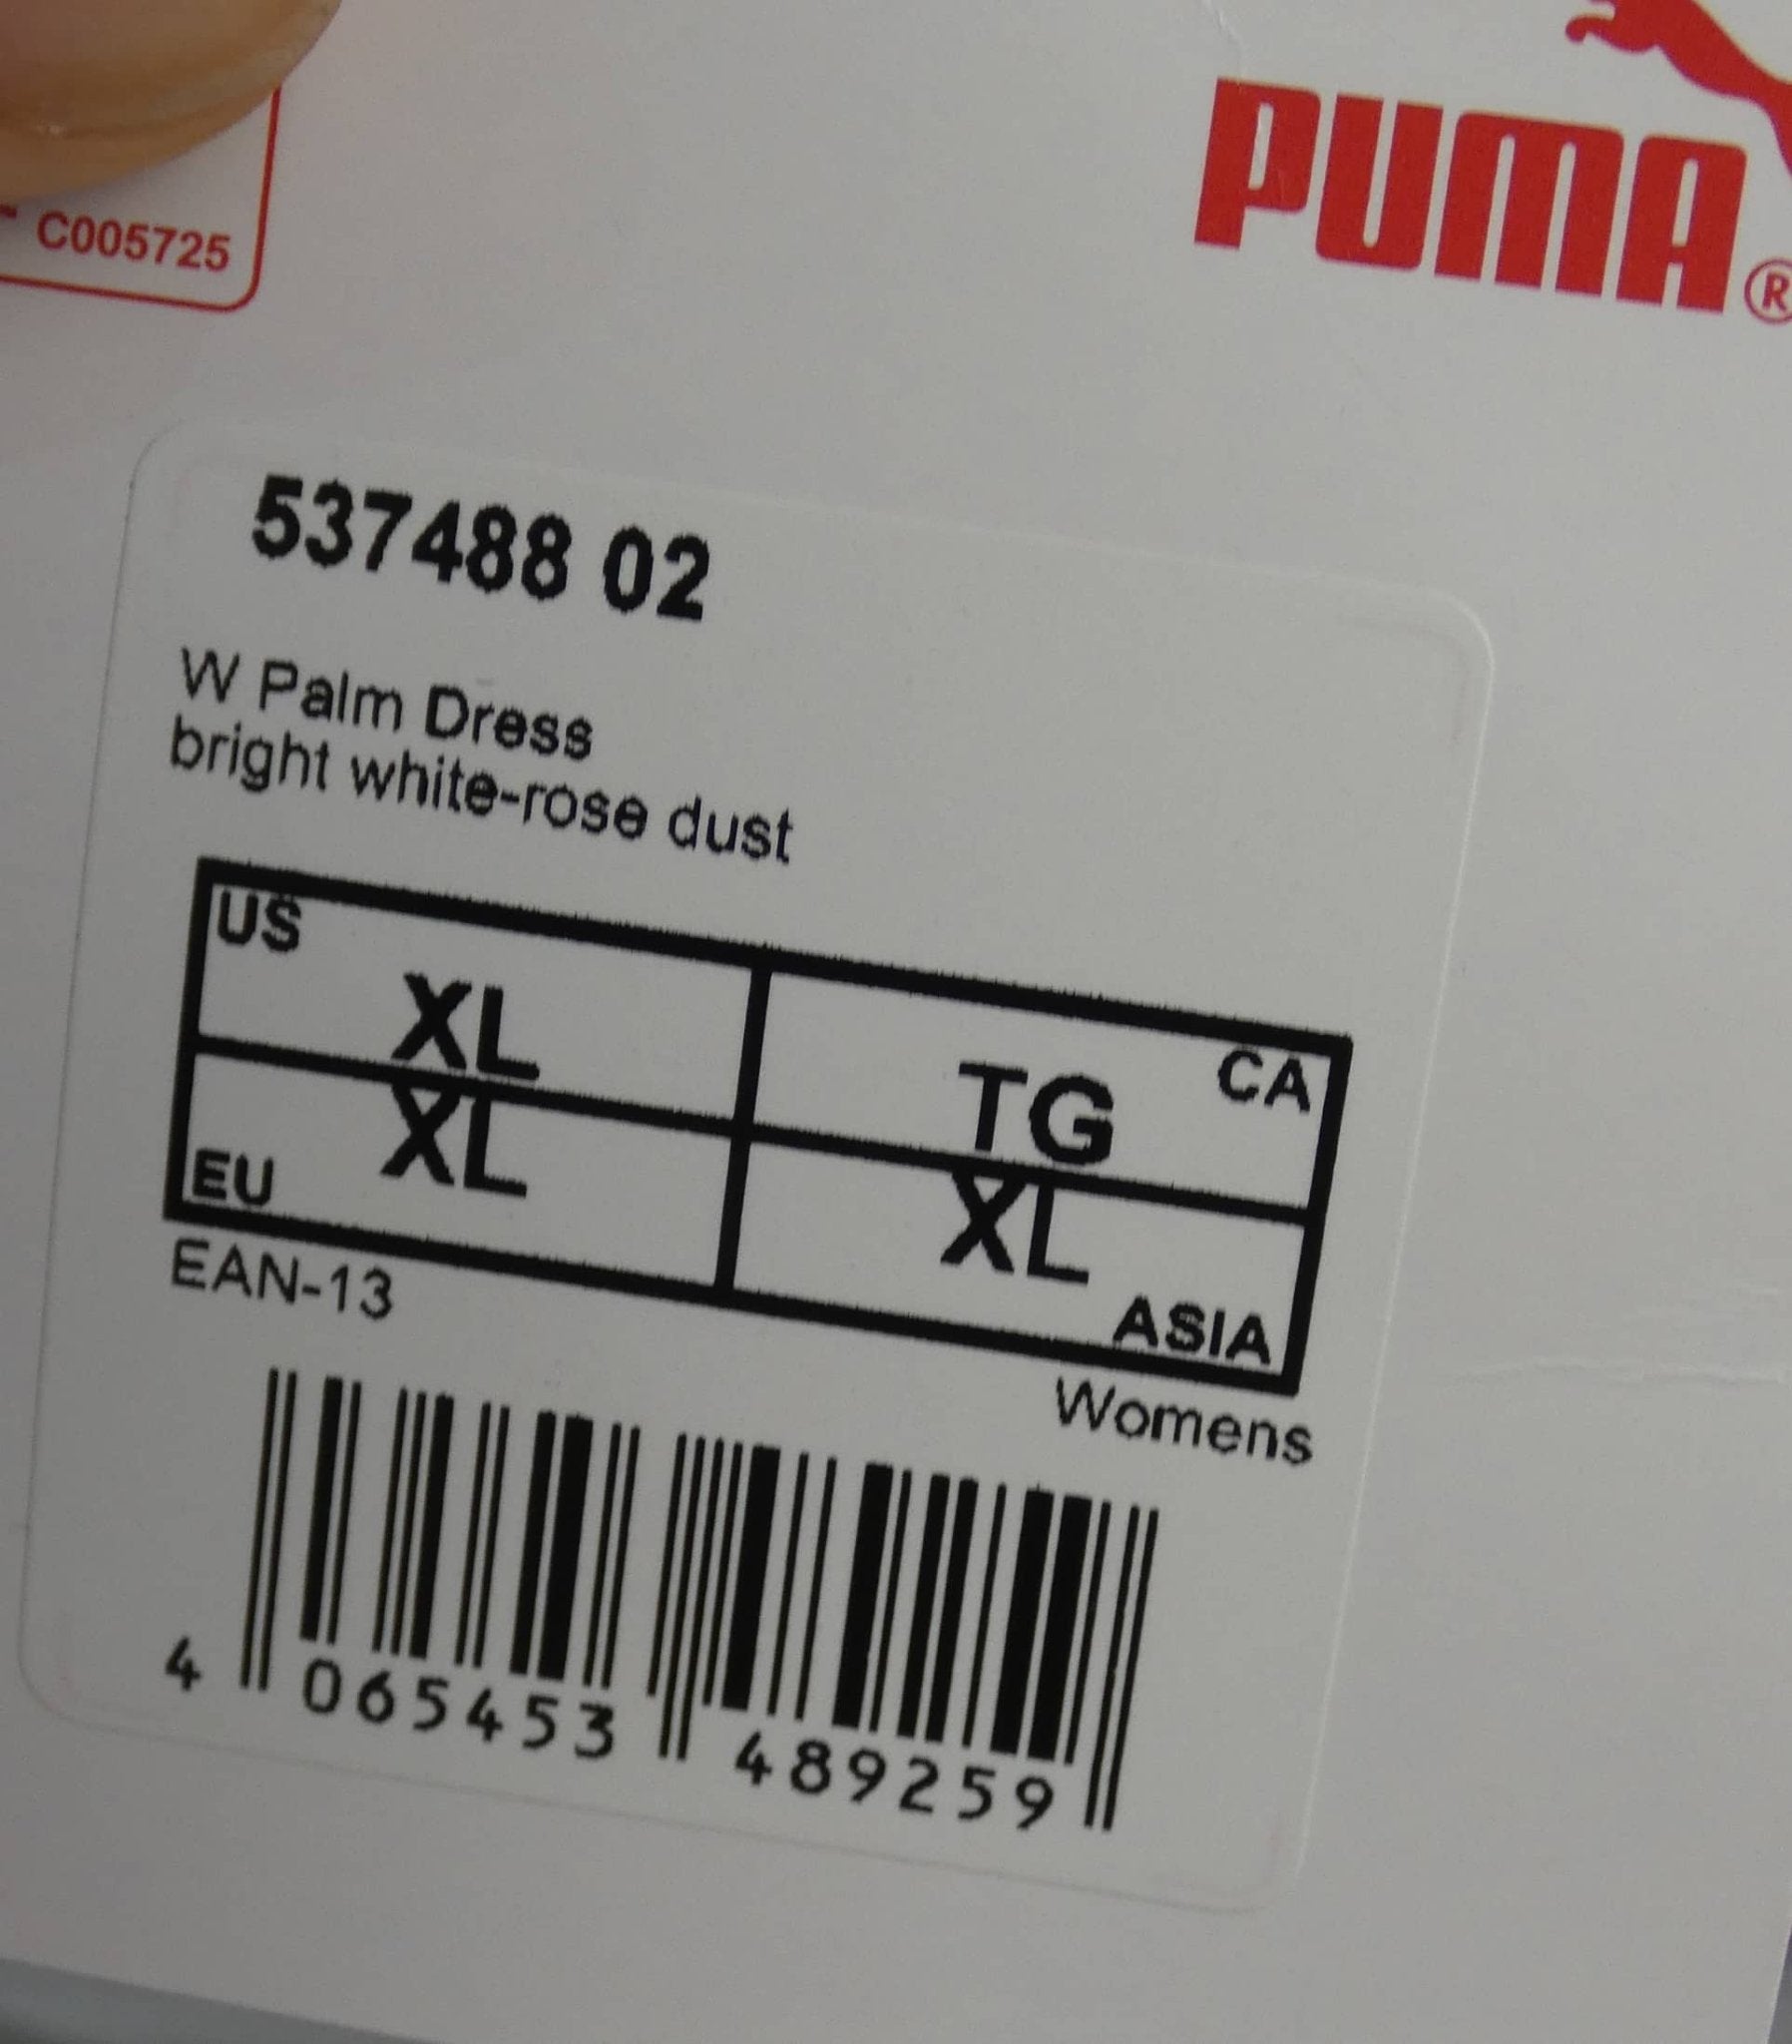 PUMA®
C005725
537488 02
W Palm Dress
bright white-rose dust
US
XL
CA
TG
EU
XL
ASIA
XL
EAN-13
Womens
4 065453 489259